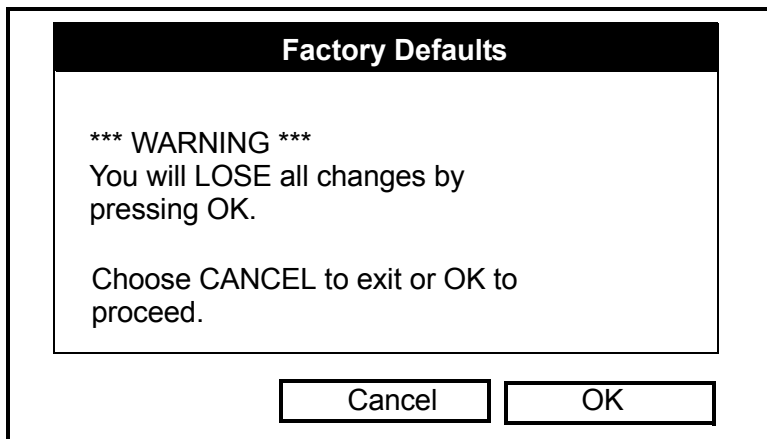 Factory Defaults
*** WARNING ***
You will LOSE all changes by
pressing OK.
Choose CANCEL to exit or OK to
proceed.
Cancel
OK